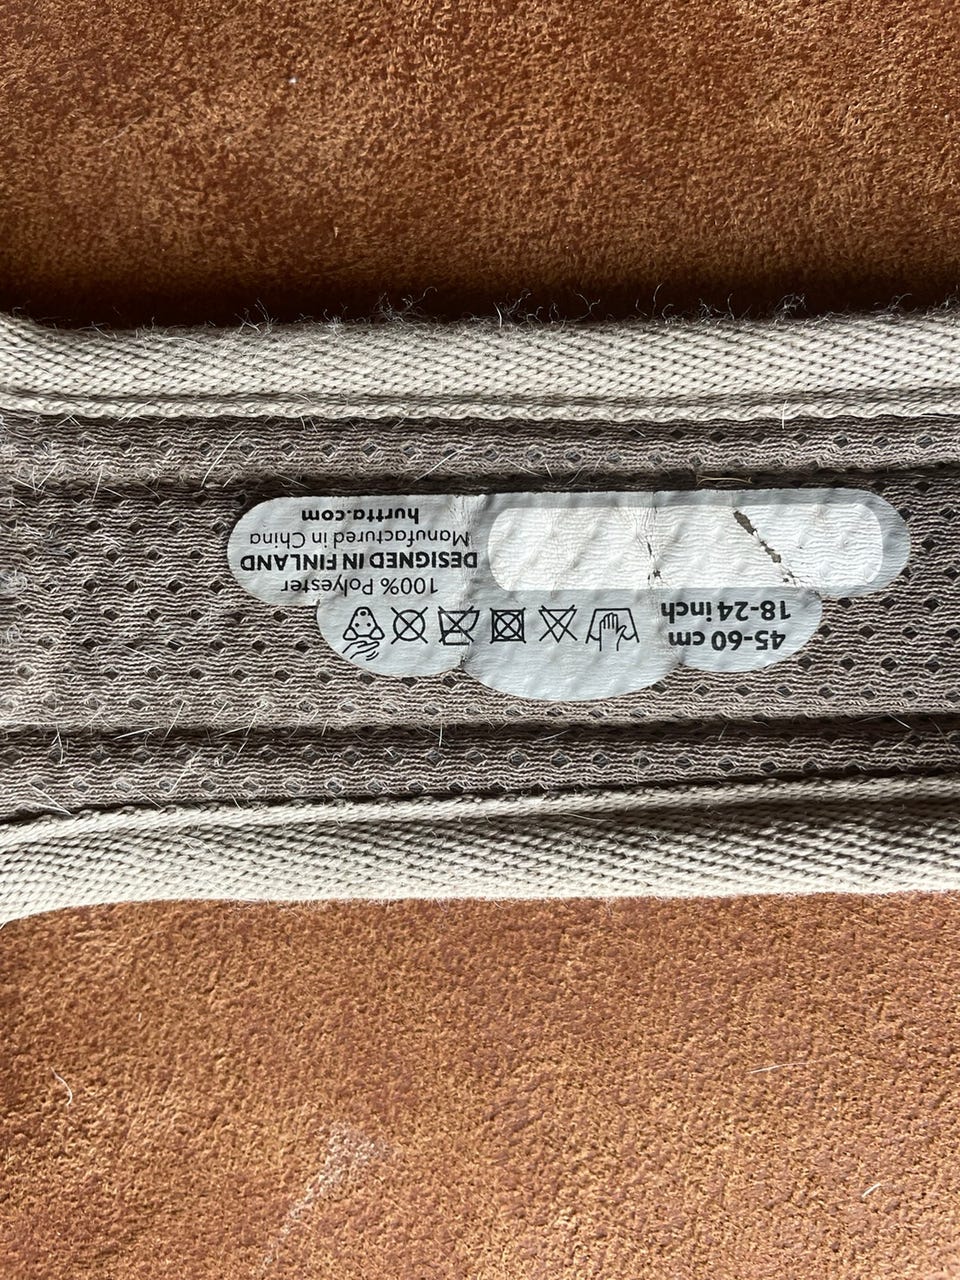 45-60 cm
18-24 inch
100% Polyester
DESIGNED IN FINLAND
Manufactured in China
hurtta.com